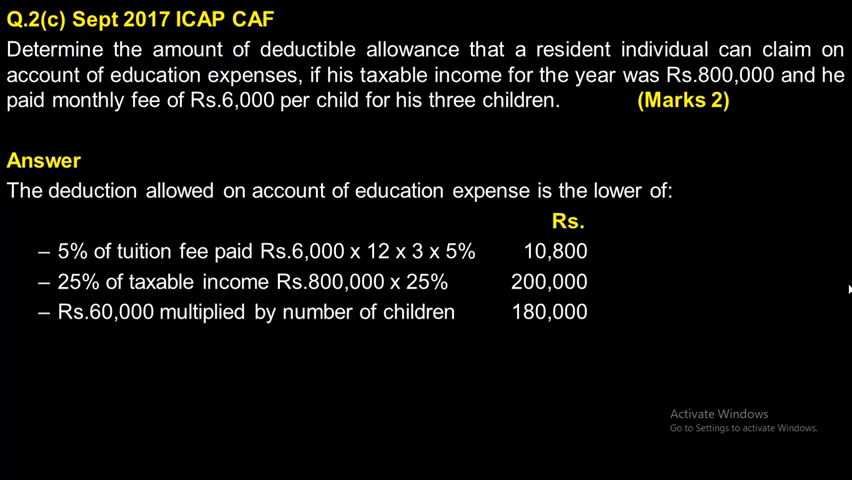 Q.2(c) Sept 2017 ICAP CAF
Determine the amount of deductible allowance that a resident individual can claim on
account of education expenses, if his taxable income for the year was Rs.800,000 and he
paid monthly fee of Rs.6,000 per child for his three children. (Marks 2)
Answer
The deduction allowed on account of education expense is the lower of:
Rs.
– 5% of tuition fee paid Rs.6,000 x 12 x 3 x 5% 10,800
– 25% of taxable income Rs.800,000 x 25% 200,000
– Rs.60,000 multiplied by number of children 180,000
Activate Windows
Go to Settings to activate Windows.